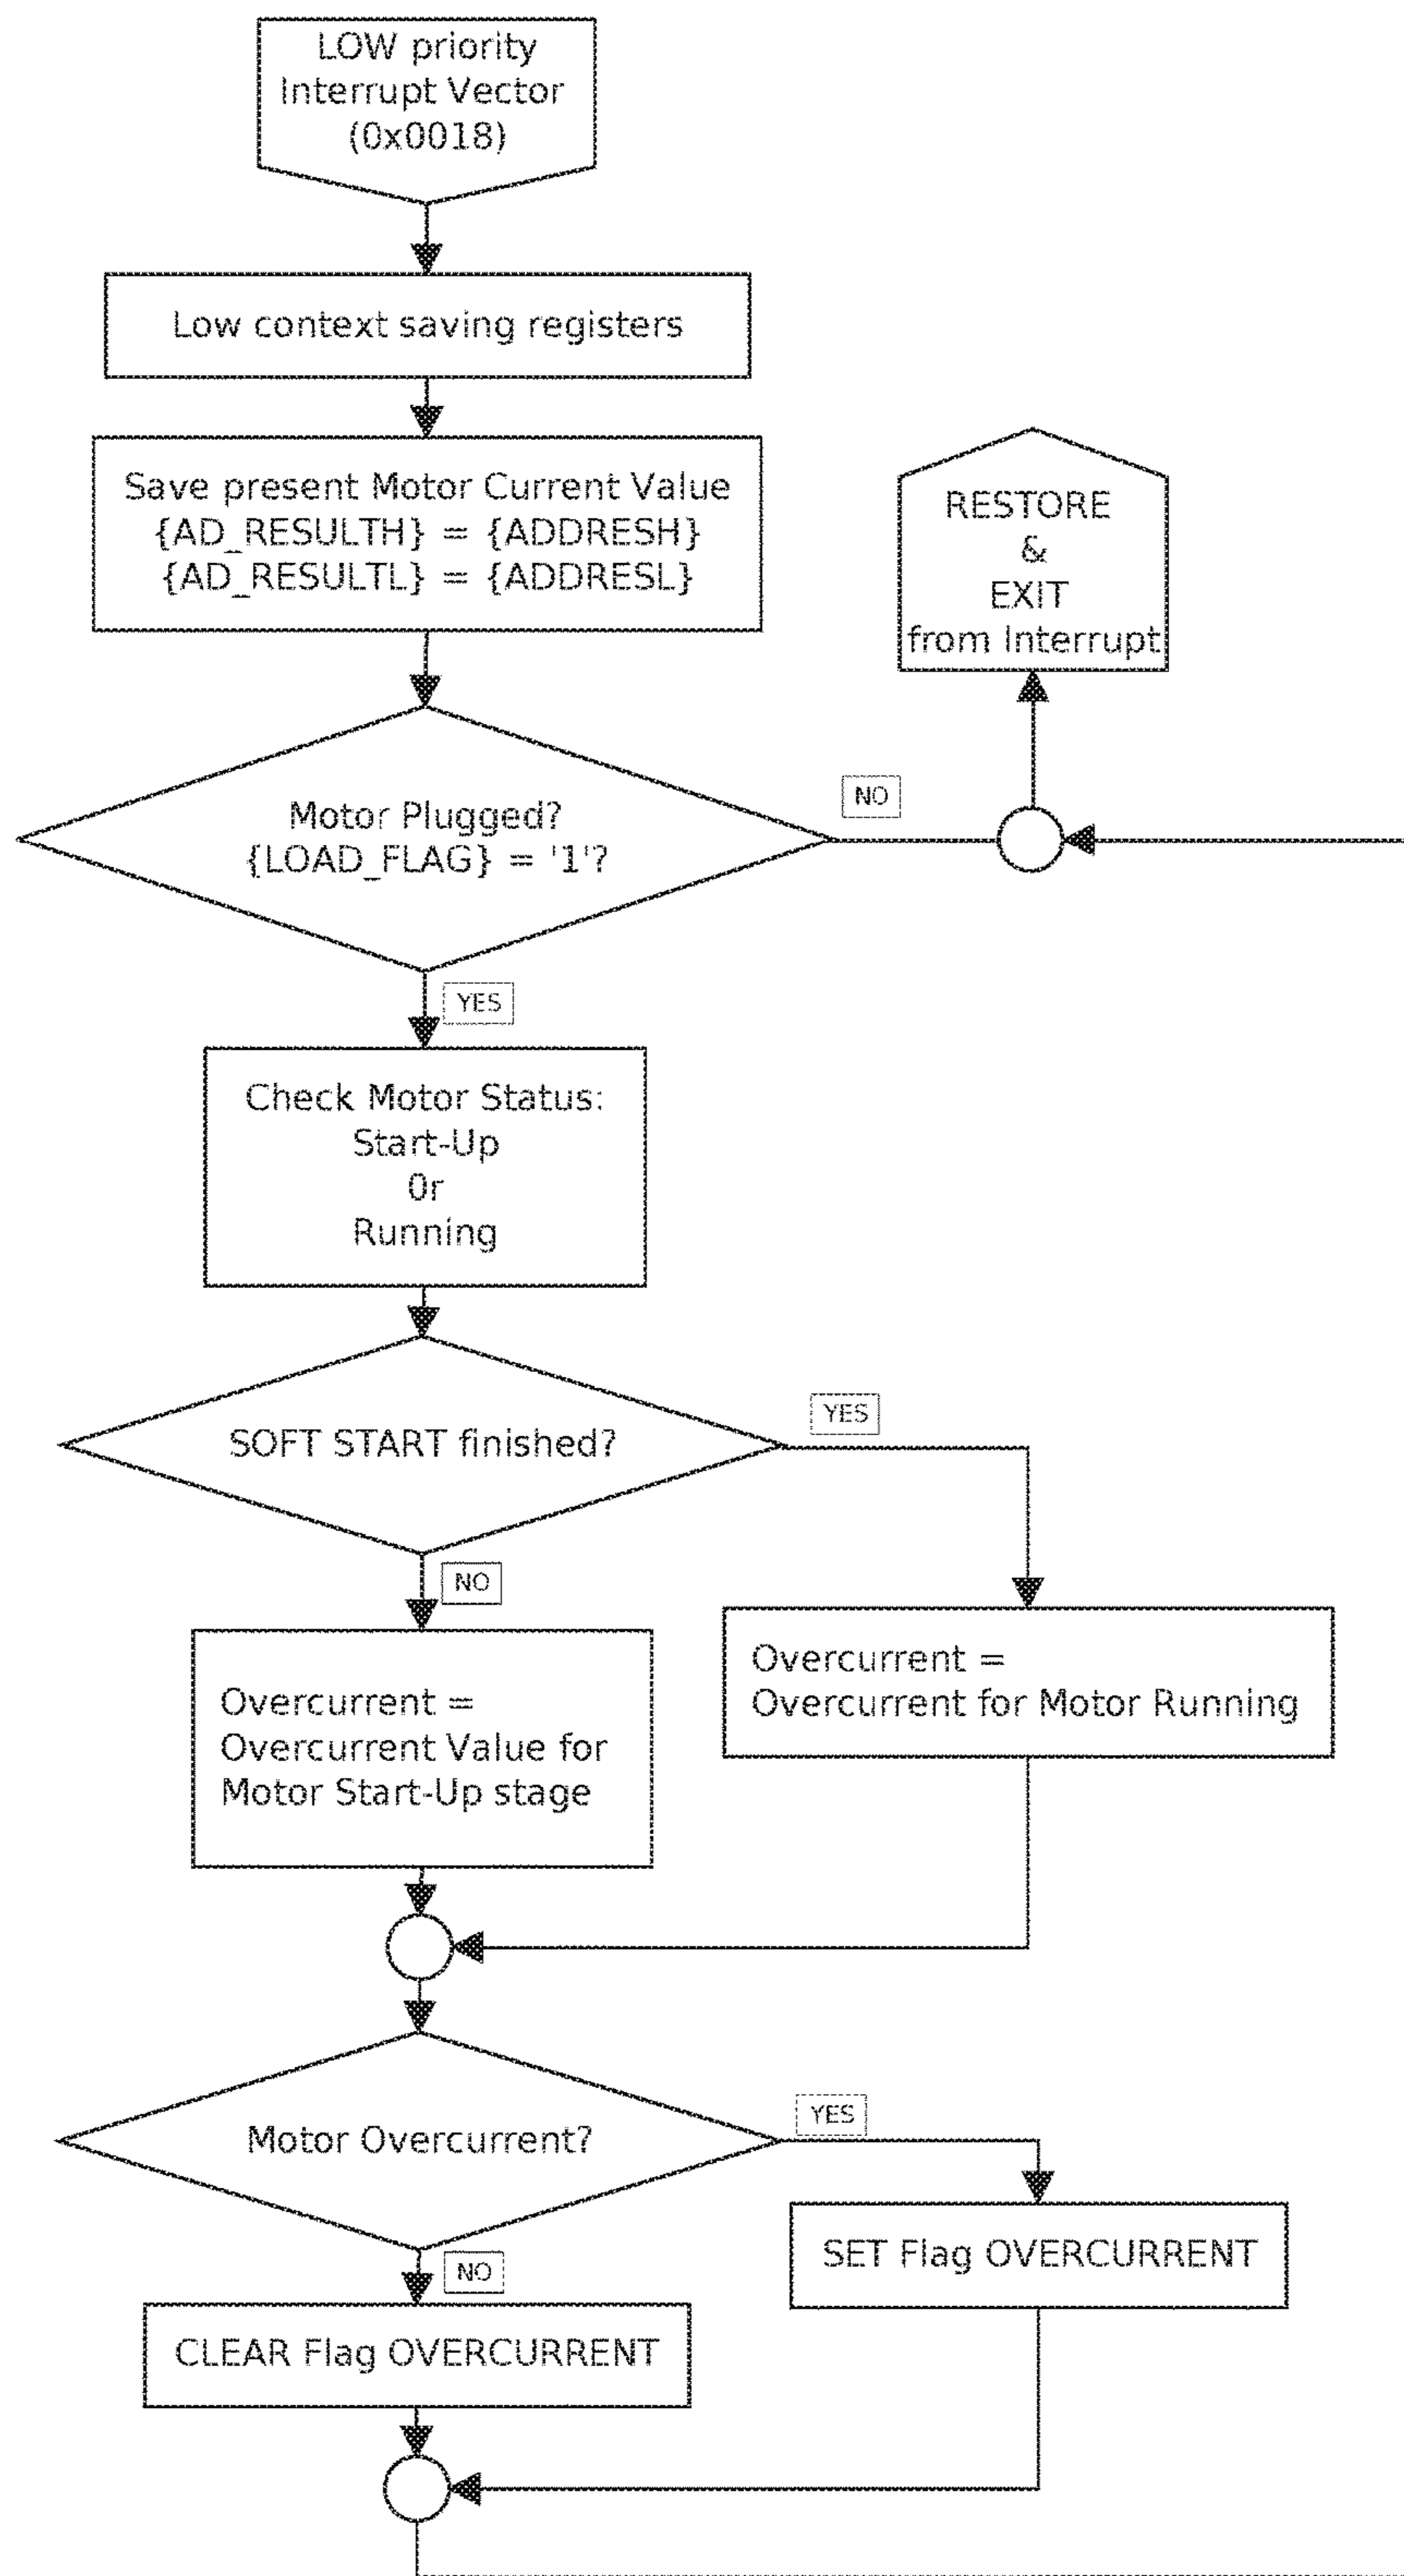 LOW priority
Interrupt Vector
(0x0018)
Low context saving registers
Save present Motor Current Value
{AD_RESULTH} = {ADDRESH}
{AD_RESULTL} = {ADDRESL}
RESTORE
&
EXIT
from Interrupt
Motor Plugged?
{LOAD_FLAG} = '1'?
NO
YES
Check Motor Status:
Start-Up
0r
Running
SOFT START finished?
YES
NO
Overcurrent =
Overcurrent Value for
Motor Start-Up stage
Overcurrent =
Overcurrent for Motor Running
Motor Overcurrent?
YES
NO
SET Flag OVERCURRENT
CLEAR Flag OVERCURRENT